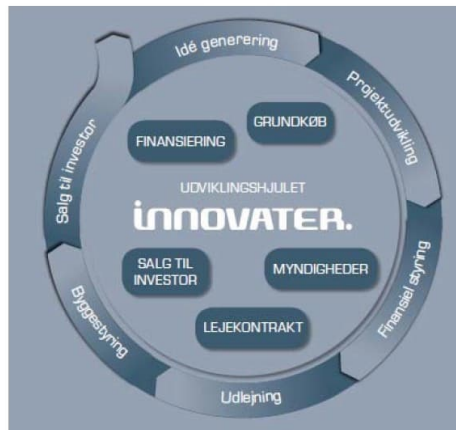 Idé generering
Projektudvikling
Finansiel styring
Udlejning
Byggestyring
Salg til investor
GRUNDKØB
FINANSIERING
UDVIKLINGSHJULET
INNOVATER.
SALG TIL
INVESTOR
MYNDIGHEDER
LEJEKONTRAKT